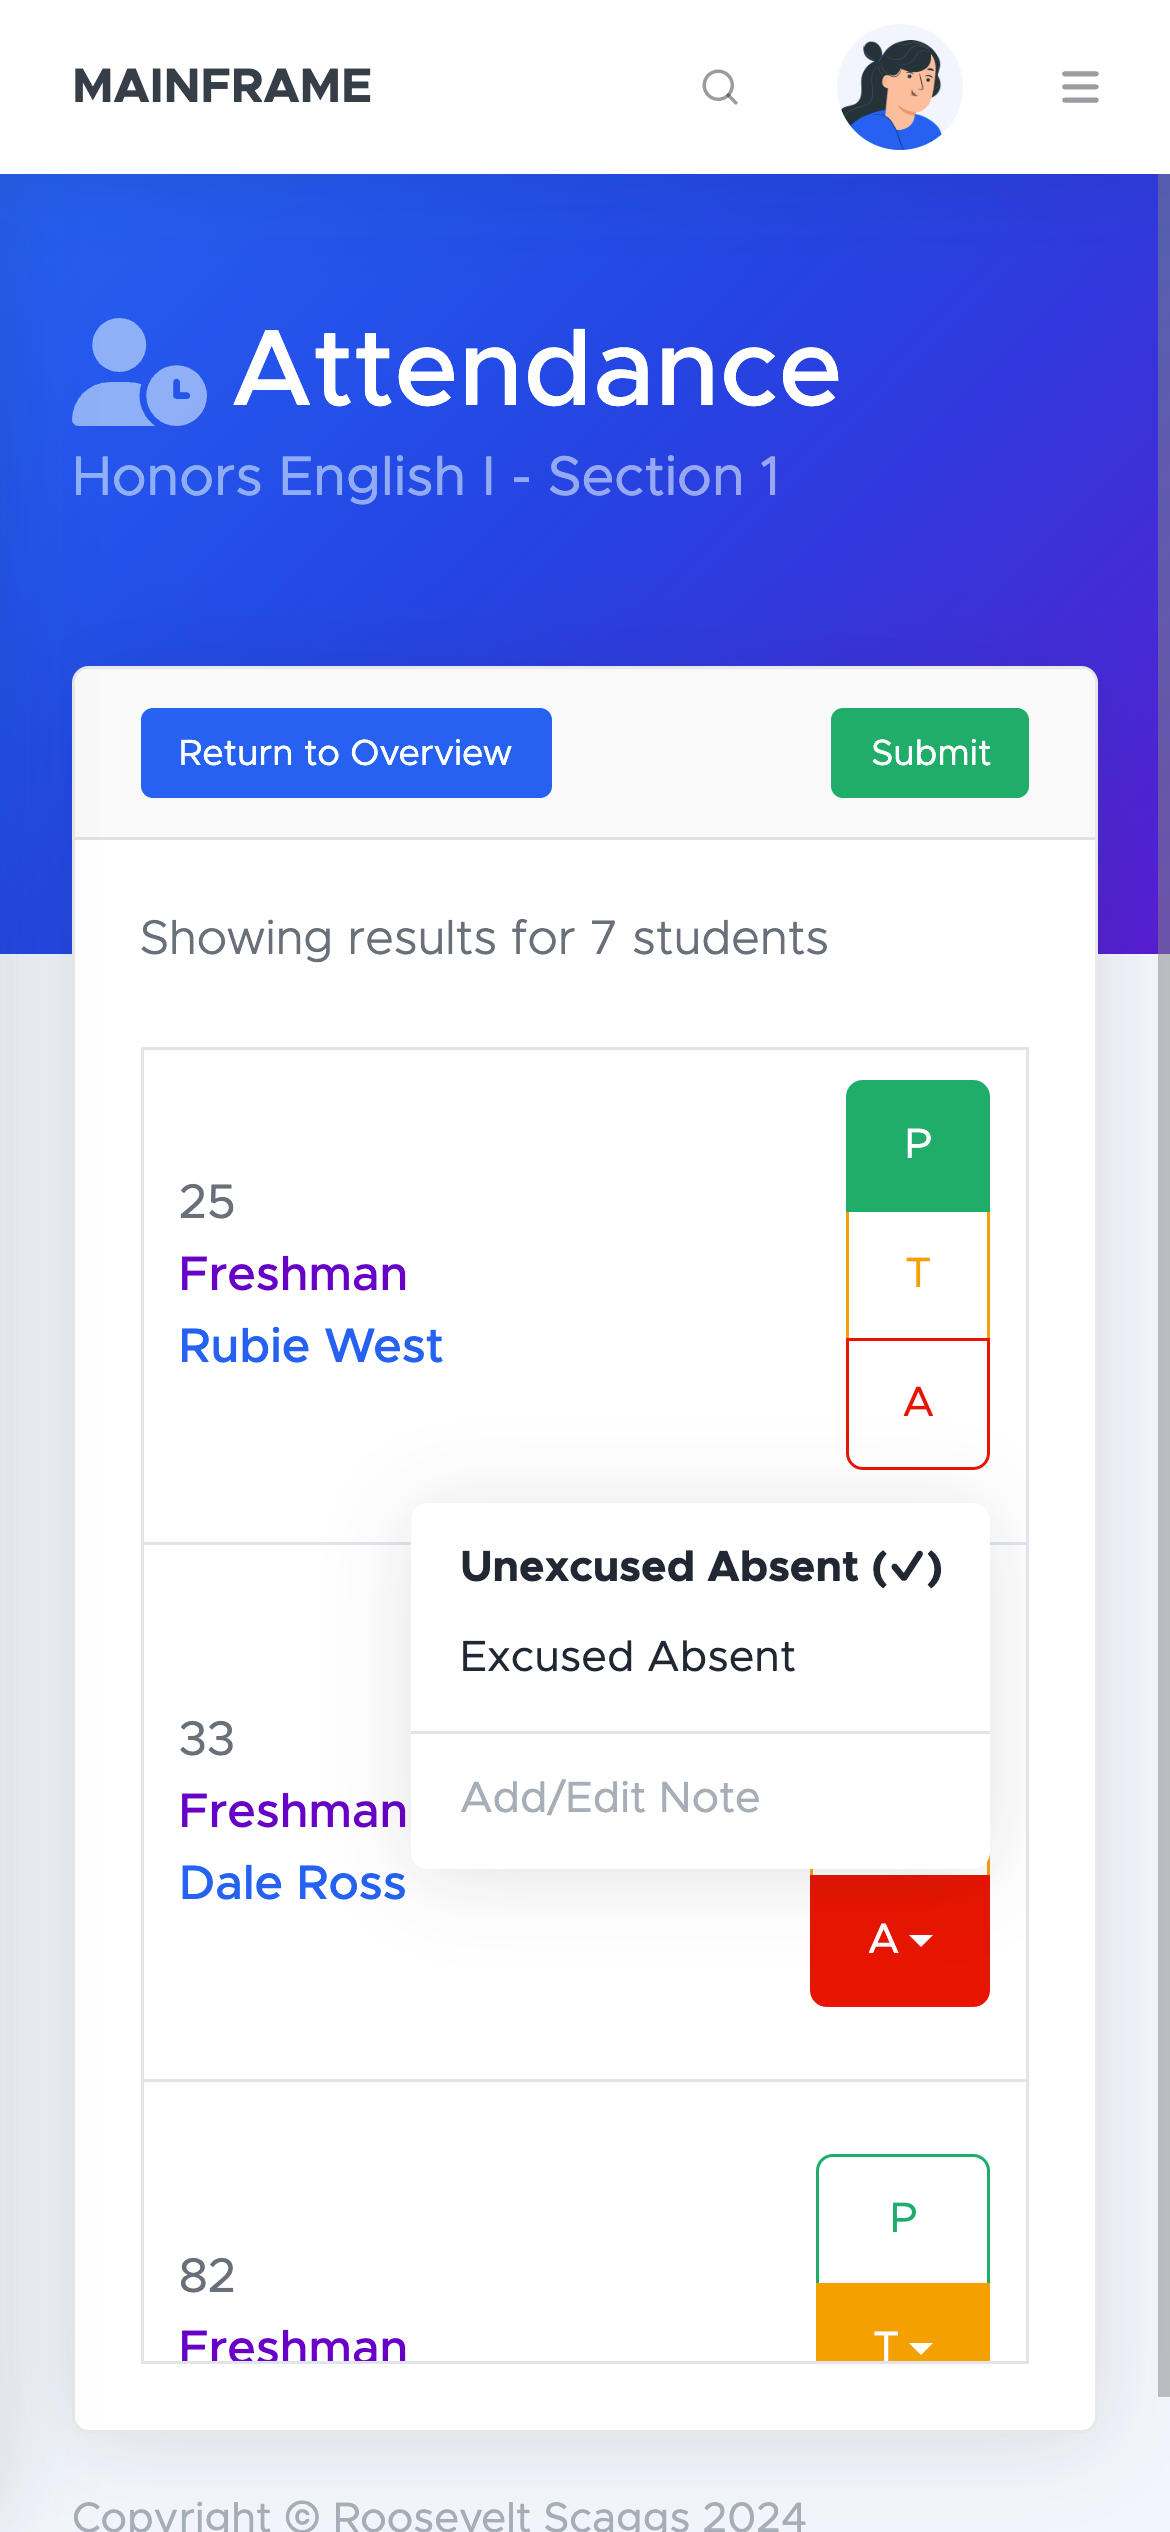 MAINFRAME
Attendance
Honors English I - Section 1
Return to Overview
Submit
Showing results for 7 students
25
Freshman
Rubie West
P
T
A
Unexcused Absent (✓)
Excused Absent
Add/Edit Note
33
Freshman
Dale Ross
A
82
Freshman
P
T
Copyright © Roosevelt Scaggs 2024